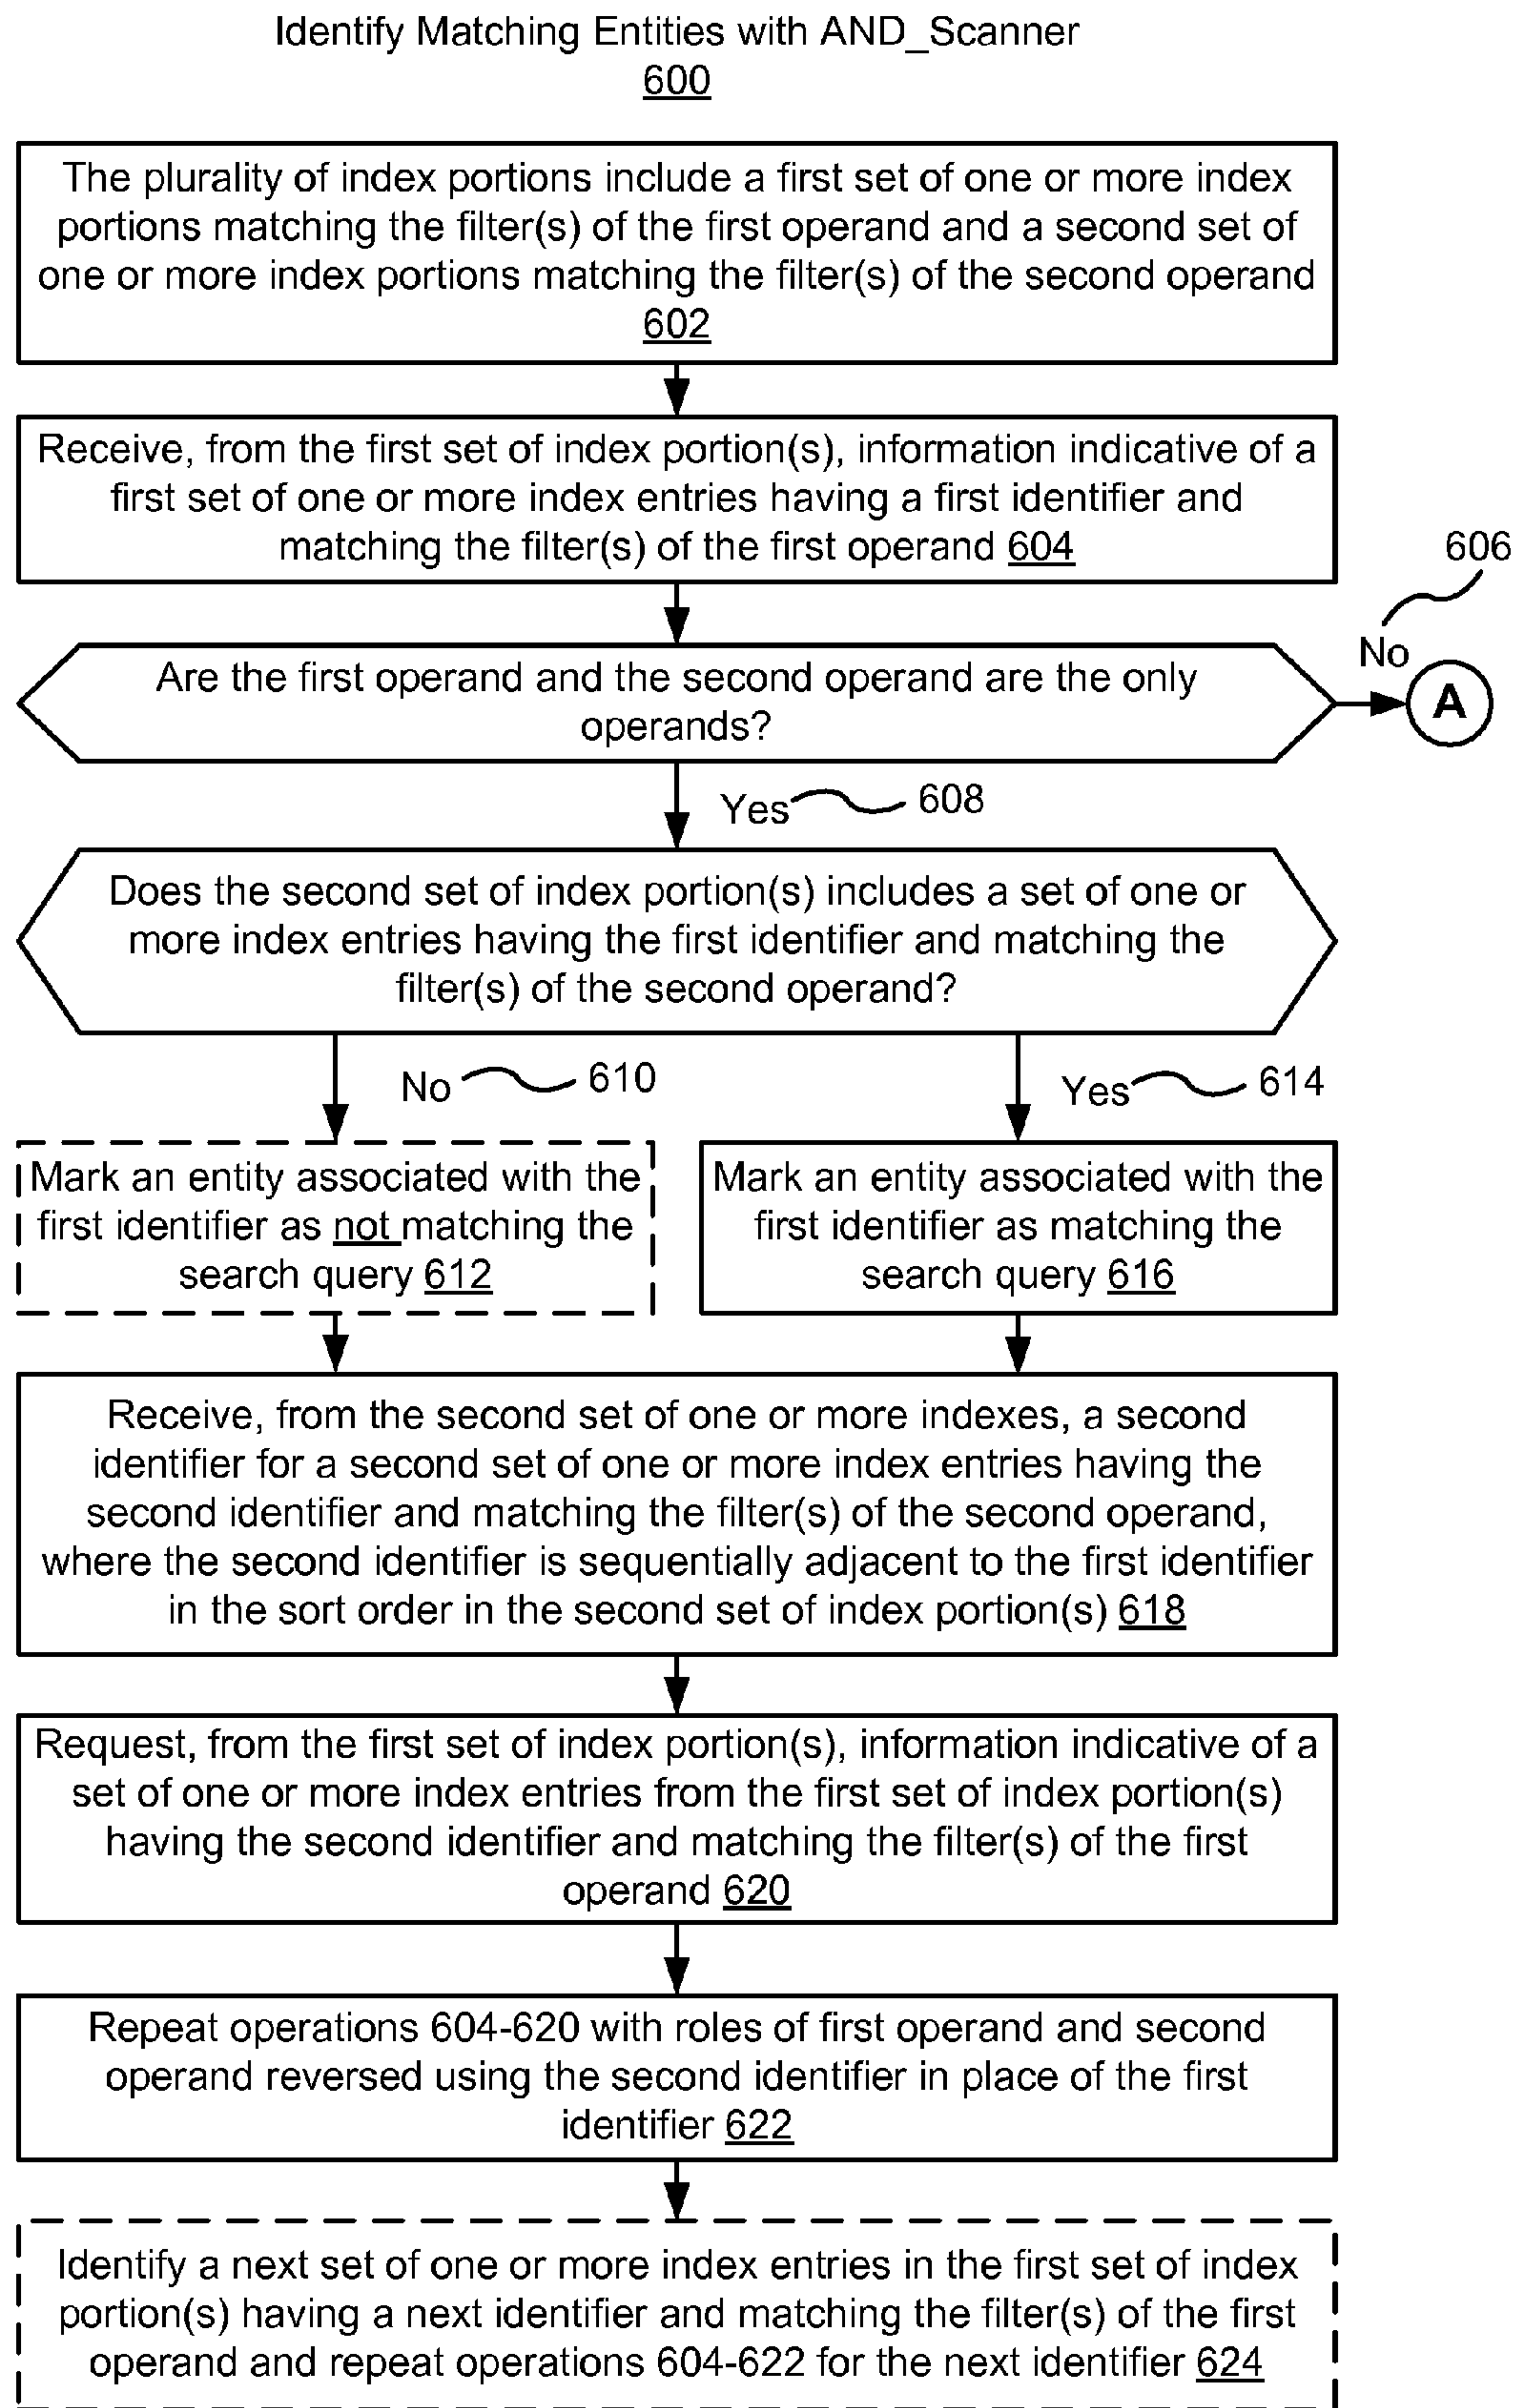 Identify Matching Entities with AND_Scanner
600
The plurality of index portions include a first set of one or more index
portions matching the filter(s) of the first operand and a second set of
one or more index portions matching the filter(s) of the second operand
602
Receive, from the first set of index portion(s), information indicative of a
first set of one or more index entries having a first identifier and
matching the filter(s) of the first operand 604
606
No
Are the first operand and the second operand are the only
operands?
A
Yes 608
Does the second set of index portion(s) includes a set of one or
more index entries having the first identifier and matching the
filter(s) of the second operand?
No 610
Yes 614
Mark an entity associated with the
first identifier as not matching the
search query 612
Mark an entity associated with the
first identifier as matching the
search query 616
Receive, from the second set of one or more indexes, a second
identifier for a second set of one or more index entries having the
second identifier and matching the filter(s) of the second operand,
where the second identifier is sequentially adjacent to the first identifier
in the sort order in the second set of index portion(s) 618
Request, from the first set of index portion(s), information indicative of a
set of one or more index entries from the first set of index portion(s)
having the second identifier and matching the filter(s) of the first
operand 620
Repeat operations 604-620 with roles of first operand and second
operand reversed using the second identifier in place of the first
identifier 622
Identify a next set of one or more index entries in the first set of index
portion(s) having a next identifier and matching the filter(s) of the first
operand and repeat operations 604-622 for the next identifier 624